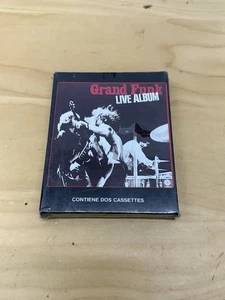 Grand Funk
LIVE ALBUM
CONTIENE DOS CASSETTES